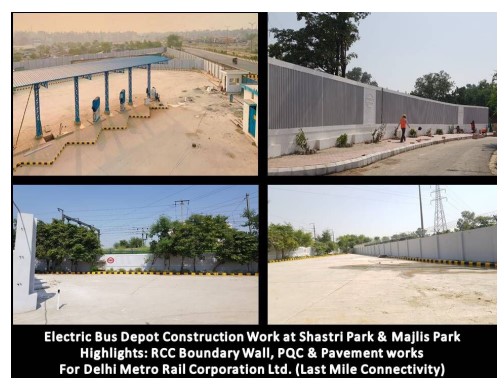 Electric Bus Depot Construction Work at Shastri Park & Majlis Park
Highlights: RCC Boundary Wall, PQC & Pavement works
For Delhi Metro Rail Corporation Ltd. (Last Mile Connectivity)